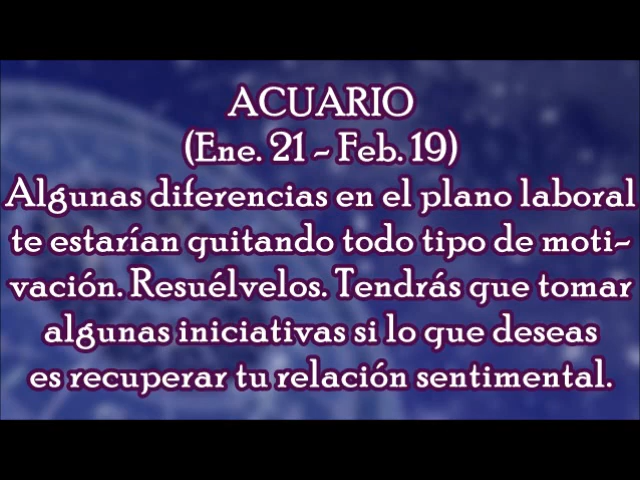 ACUARIO
(Ene. 21 - Feb. 19)
Algunas diferencias en el plano laboral
te estarían quitando todo tipo de moti-
vación. Resuélvelos. Tendrás que tomar
algunas iniciativas si lo que deseas
es recuperar tu relación sentimental.